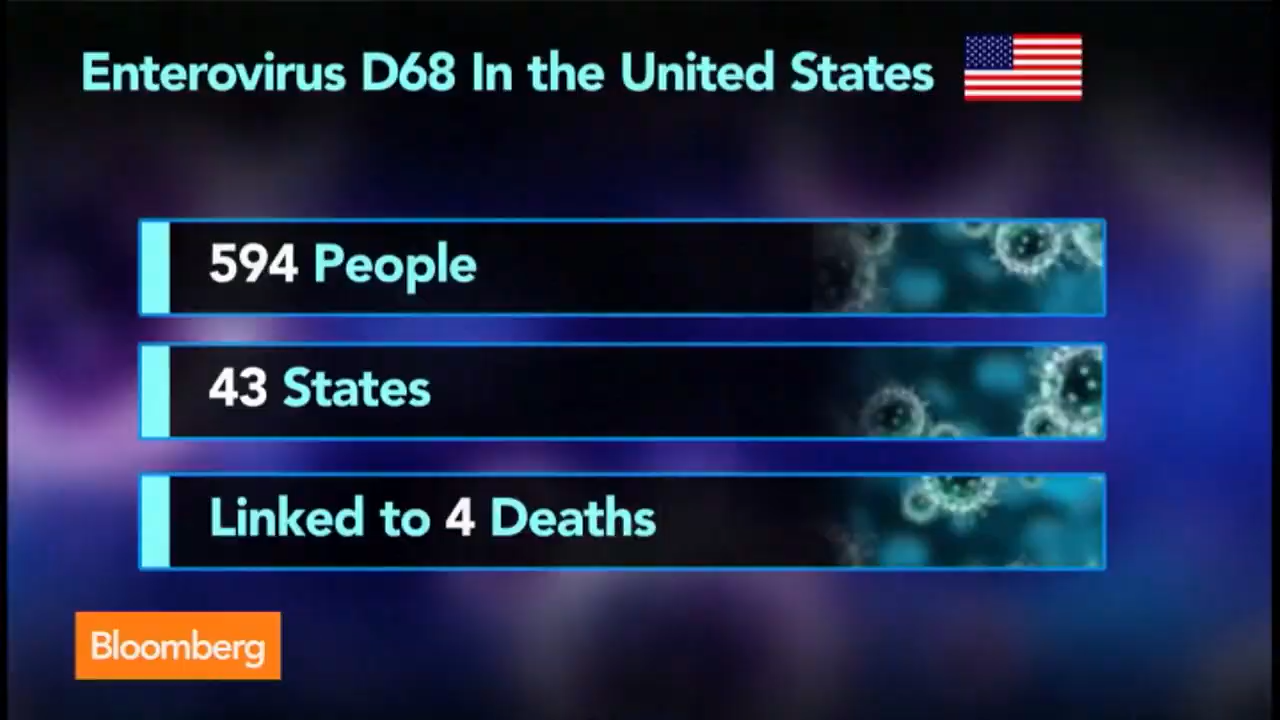 Enterovirus D68 In the United States
594 People
43 States
Linked to 4 Deaths
Bloomberg